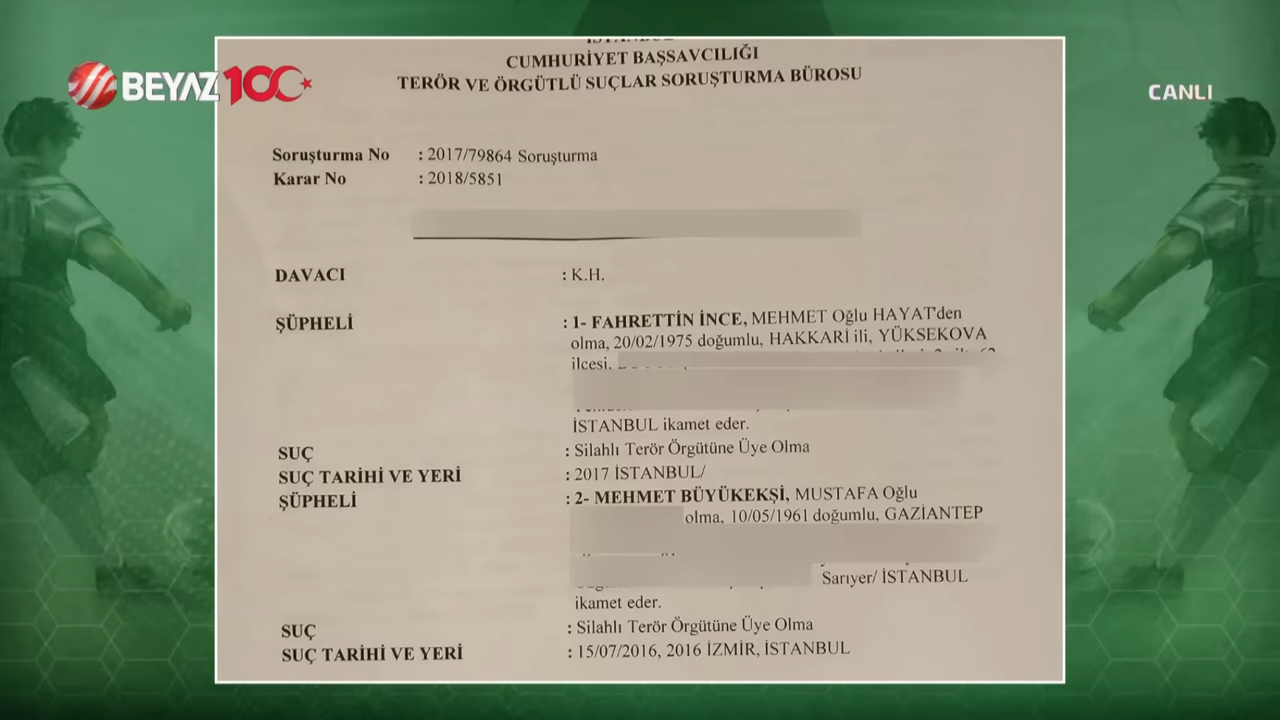 BEYAZ 100
CANLI
CUMHURİYET BAŞSAVCILIĞI
TERÖR VE ÖRGÜTLÜ SUÇLAR SORUŞTURMA BÜROSU
Soruşturma No : 2017/79864 Soruşturma
Karar No : 2018/5851
DAVACI : K.H.
ŞÜPHELİ : 1- FAHRETTİN İNCE, MEHMET Oğlu HAYAT'den
olma, 20/02/1975 doğumlu, HAKKARİ ili, YÜKSEKOVA
ilcesi.
İSTANBUL ikamet eder.
SUÇ : Silahlı Terör Örgütüne Üye Olma
SUÇ TARİHİ VE YERİ : 2017 İSTANBUL/
ŞÜPHELİ : 2- MEHMET BÜYÜKEKŞİ, MUSTAFA Oğlu
olma, 10/05/1961 doğumlu, GAZİANTEP
Sarıyer/ İSTANBUL
ikamet eder.
SUÇ : Silahlı Terör Örgütüne Üye Olma
SUÇ TARİHİ VE YERİ : 15/07/2016, 2016 İZMİR, İSTANBUL